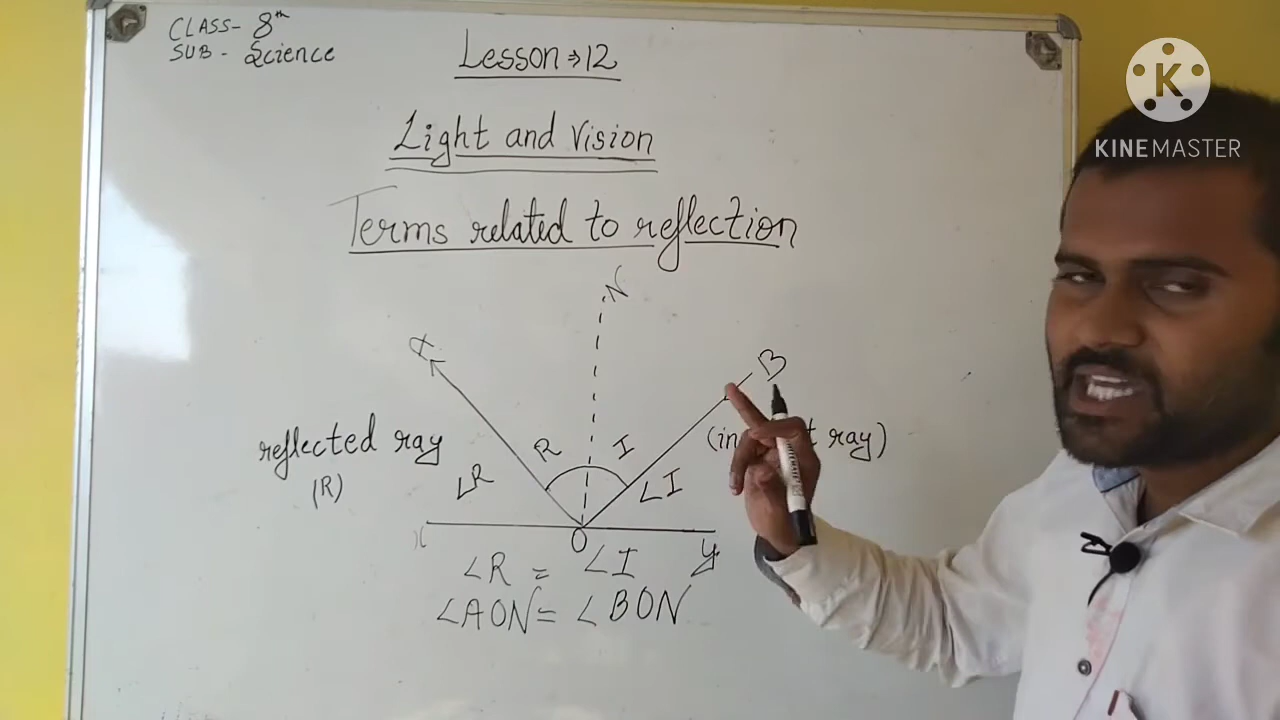 CLASS- 8th
SUB - Science
Lesson ⇒ 12
Light and vision
Terms related to reflection
N
A
B
reflected ray
(R)
∠R
R
I
∠I
ray)
x
O
y
∠R = ∠I
∠AON = ∠BON
K
KINEMASTER